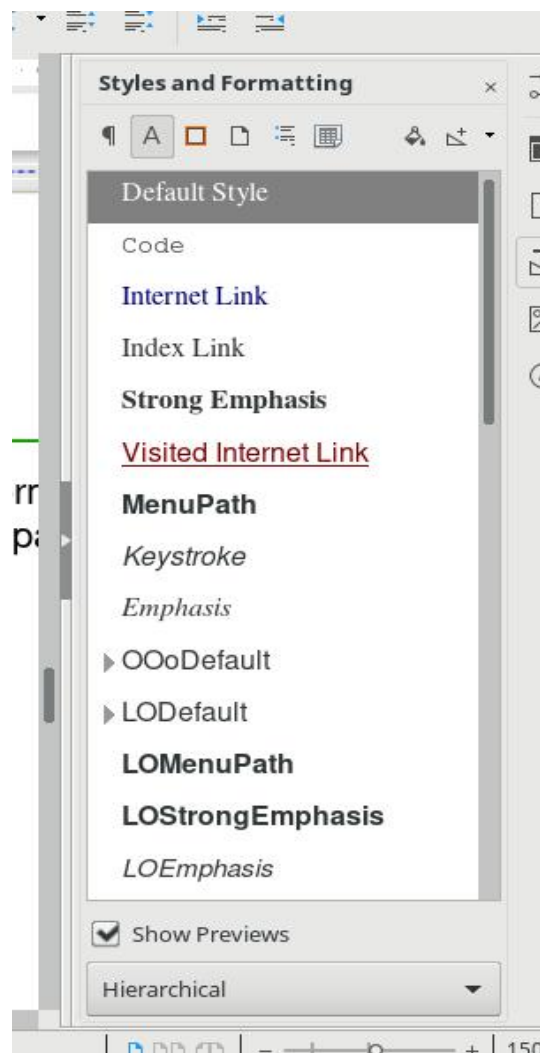 Styles and Formatting
Default Style
Code
Internet Link
Index Link
Strong Emphasis
Visited Internet Link
MenuPath
Keystroke
Emphasis
OOoDefault
LODefault
LOMenuPath
LOStrongEmphasis
LOEmphasis
Show Previews
Hierarchical